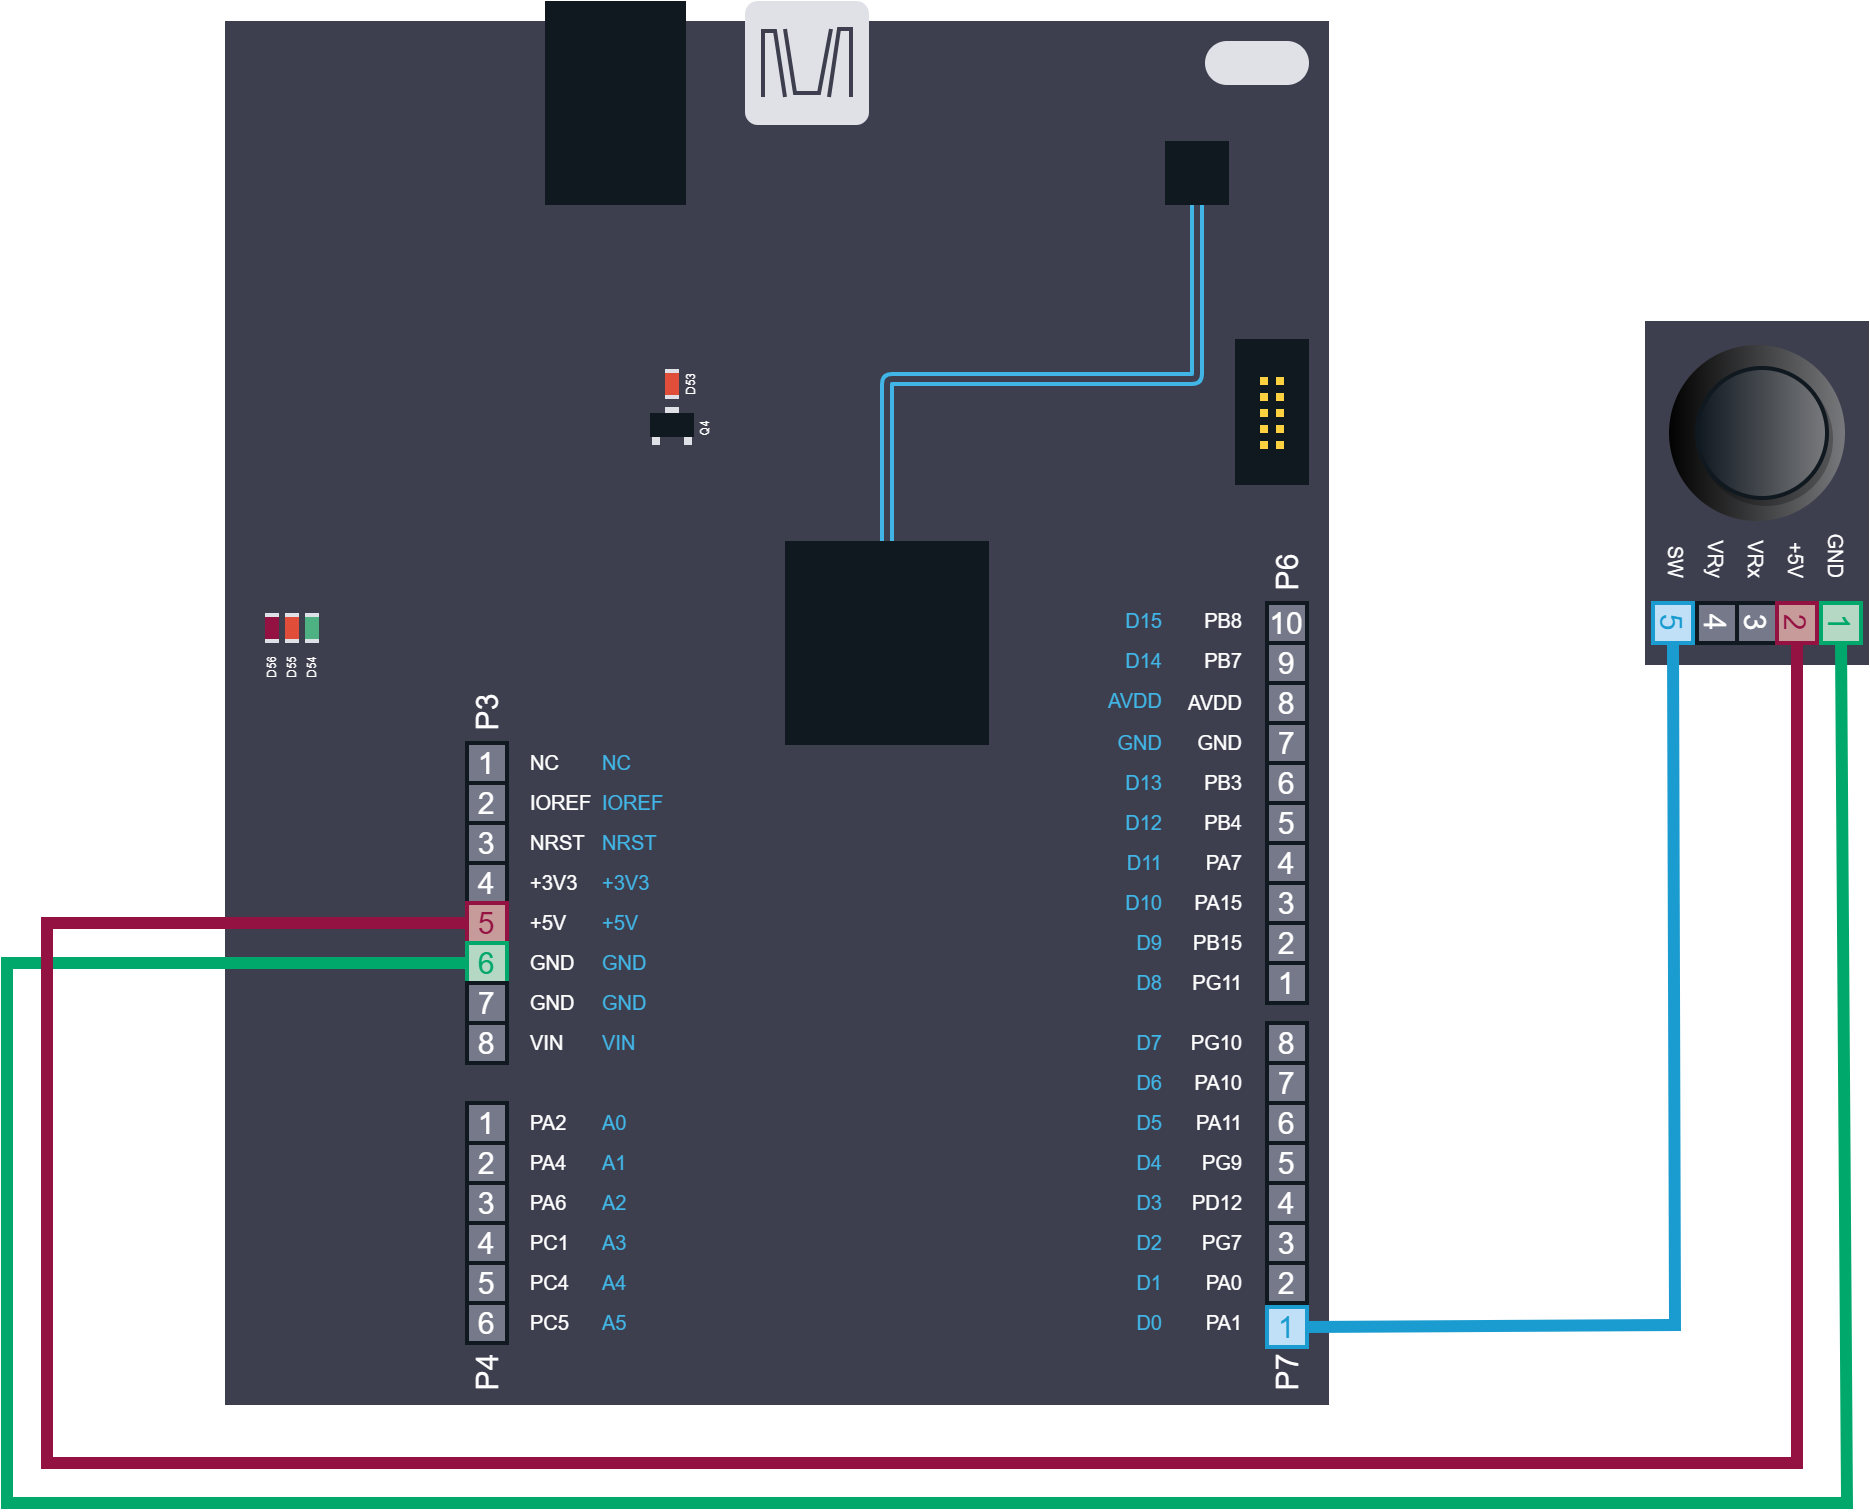 D53
Q4
D56
D55
D54
P3
1 NC NC
2 IOREF IOREF
3 NRST NRST
4 +3V3 +3V3
5 +5V +5V
6 GND GND
7 GND GND
8 VIN VIN
1 PA2 A0
2 PA4 A1
3 PA6 A2
4 PC1 A3
5 PC4 A4
6 PC5 A5
P4
P6
D15 PB8 10
D14 PB7 9
AVDD AVDD 8
GND GND 7
D13 PB3 6
D12 PB4 5
D11 PA7 4
D10 PA15 3
D9 PB15 2
D8 PG11 1
D7 PG10 8
D6 PA10 7
D5 PA11 6
D4 PG9 5
D3 PD12 4
D2 PG7 3
D1 PA0 2
D0 PA1 1
P7
GND 1
+5V 2
VRx 3
VRy 4
SW 5